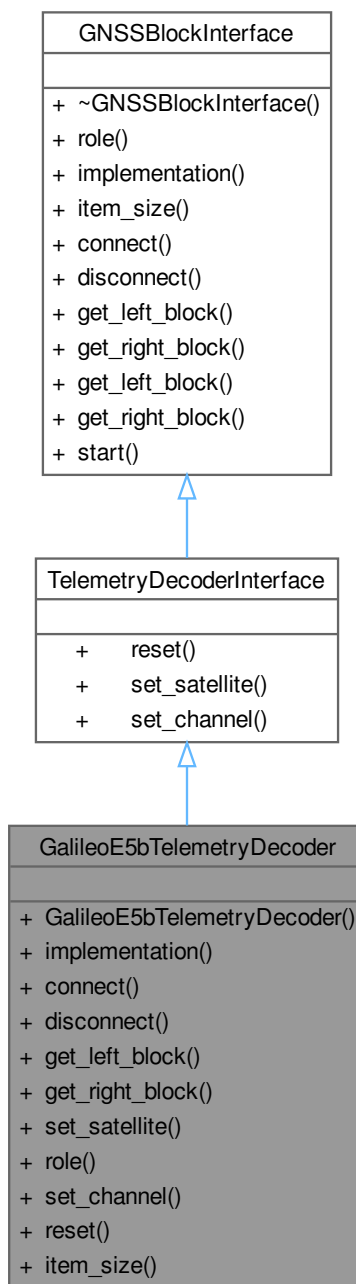 GNSSBlockInterface
+ ~GNSSBlockInterface()
+ role()
+ implementation()
+ item_size()
+ connect()
+ disconnect()
+ get_left_block()
+ get_right_block()
+ get_left_block()
+ get_right_block()
+ start()
TelemetryDecoderInterface
+ reset()
+ set_satellite()
+ set_channel()
GalileoE5bTelemetryDecoder
+ GalileoE5bTelemetryDecoder()
+ implementation()
+ connect()
+ disconnect()
+ get_left_block()
+ get_right_block()
+ set_satellite()
+ role()
+ set_channel()
+ reset()
+ item_size()